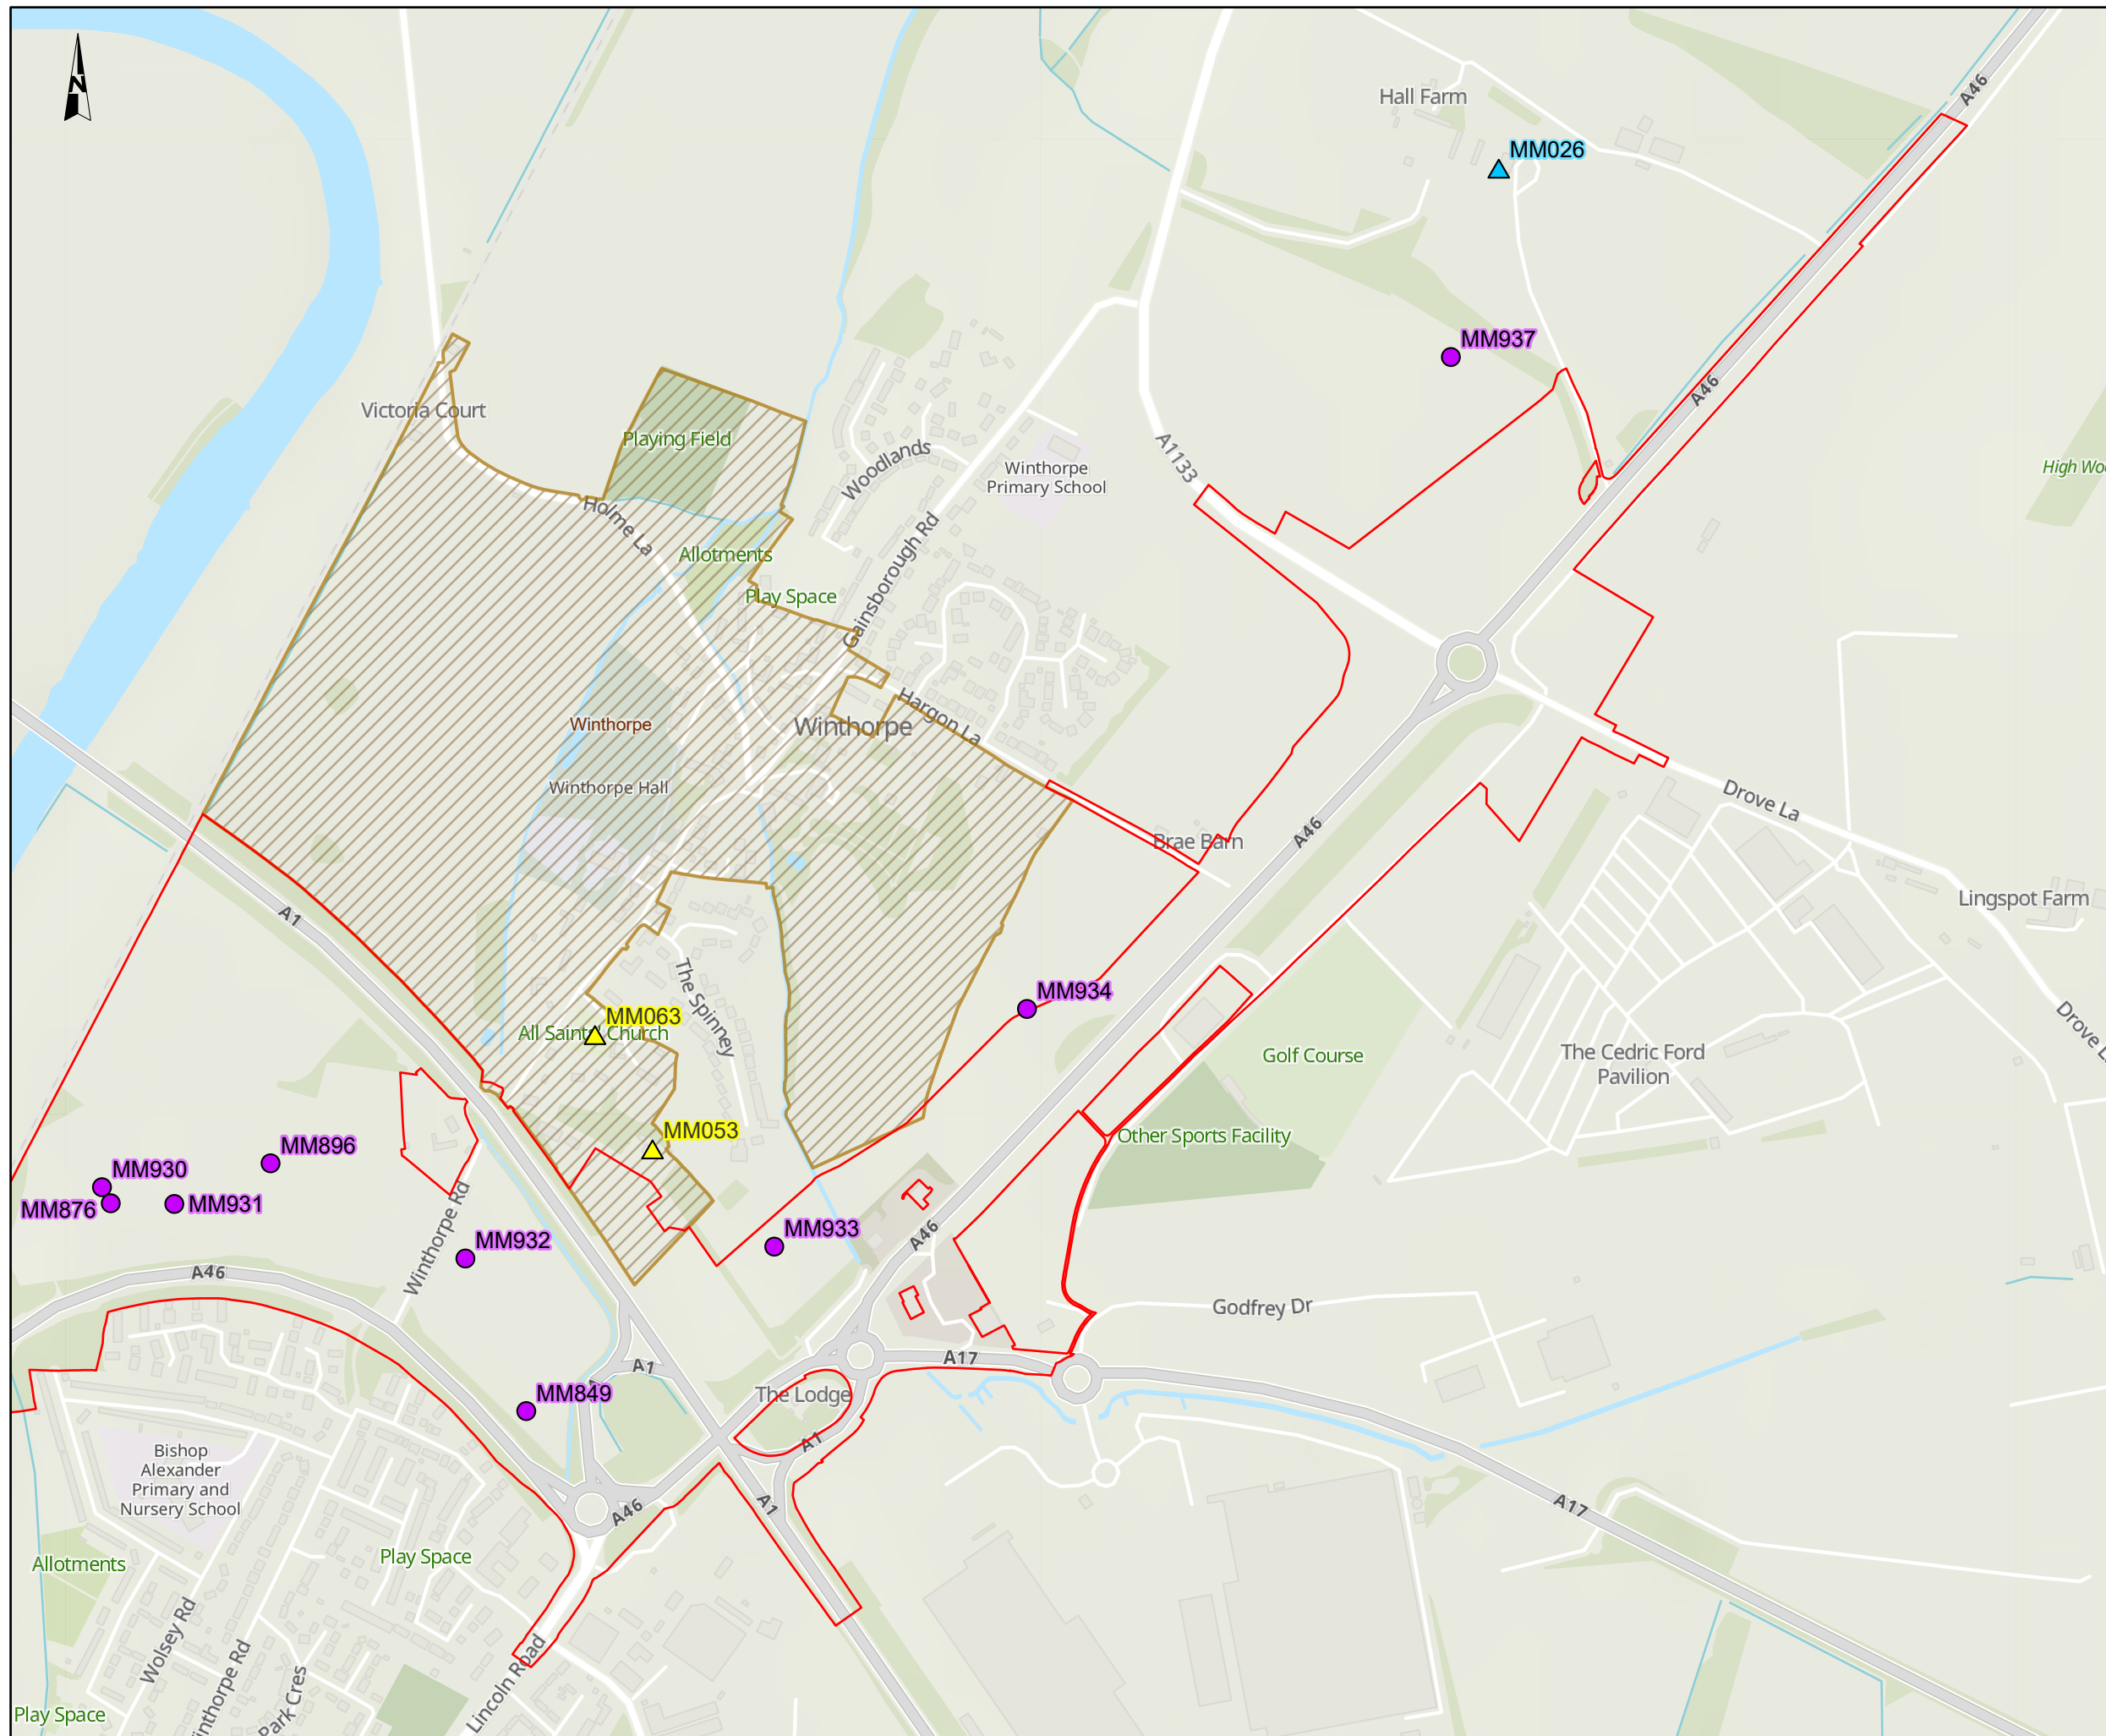 N
Hall Farm
MM026
A46
MM937
A46
Victoria Court
Playing Field
Woodlands
Winthorpe
Primary School
A1133
High Woo
Holme La
Allotments
Gainsborough Rd
Play Space
Winthorpe
Winthorpe
Hargon La
Winthorpe Hall
Brae Barn
A46
Drove La
Lingspot Farm
A1
The Spinney
MM934
MM063
All Saints Church
Golf Course
The Cedric Ford
Pavilion
Drove L
MM053
Other Sports Facility
MM896
MM930
MM876
MM931
Winthorpe Rd
MM932
MM933
A46
A46
Godfrey Dr
A17
A1
MM849
The Lodge
A1
Bishop
Alexander
Primary and
Nursery School
A46
A1
A17
Allotments
Play Space
Wolsey Rd
inthorpe Rd
Park Cres
Lincoln Road
Play Space